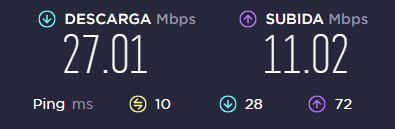 DESCARGA Mbps SUBIDA Mbps
27.01 11.02
Ping ms 10 28 72